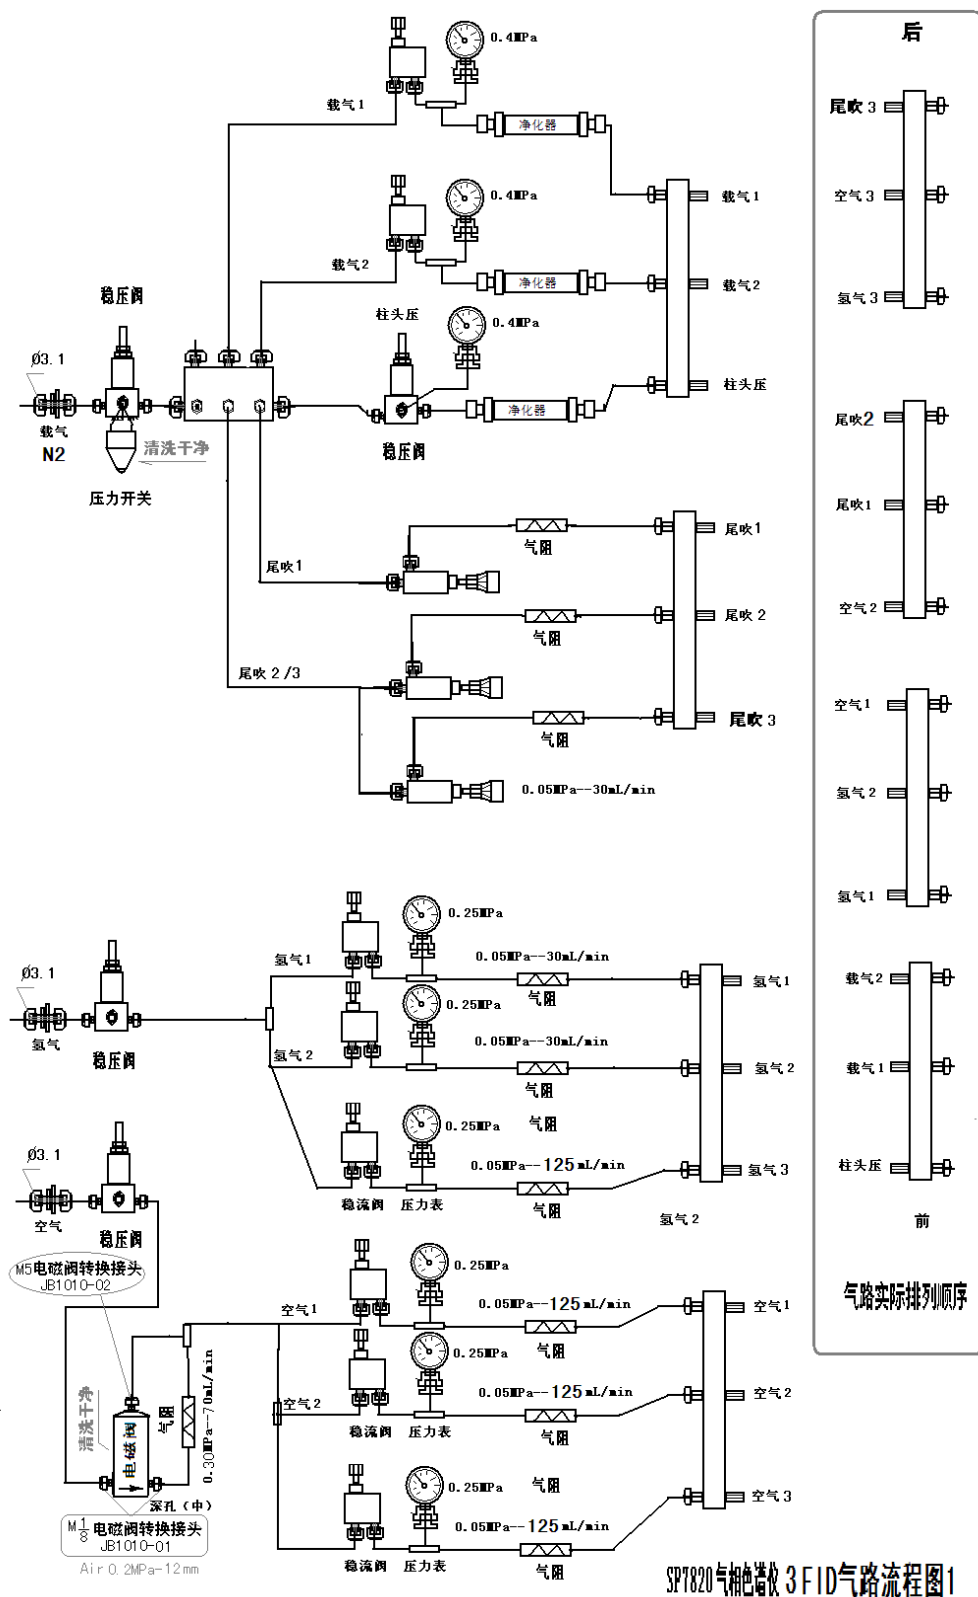 后
0.4MPa
载气1
净化器
载气1
0.4MPa
载气2
净化器
载气2
稳压阀
柱头压
0.4MPa
Ø3.1
柱头压
净化器
载气
N2
清洗干净
稳压阀
压力开关
尾吹1
气阻
尾吹1
尾吹2
气阻
尾吹2/3
尾吹3
气阻
0.05MPa--30mL/min
0.25MPa
氢气1
0.05MPa--30mL/min
Ø3.1
气阻
氢气1
0.25MPa
氢气
稳压阀
氢气2
0.05MPa--30mL/min
气阻
氢气2
0.25MPa
气阻
0.05MPa--125mL/min
氢气3
稳流阀
压力表
气阻
氢气2
Ø3.1
空气
稳压阀
M5电磁阀转换接头
JB1010-02
0.25MPa
空气1
0.05MPa--125mL/min
空气1
气阻
0.25MPa
空气2
0.05MPa--125mL/min
空气2
稳流阀
压力表
气阻
清洗干净
电磁阀
气阻
0.30MPa--70mL/min
0.25MPa
气阻
空气3
深孔(中)
0.05MPa--125mL/min
稳流阀
压力表
气阻
M1/8电磁阀转换接头
JB1010-01
Air 0.2MPa-12mm
尾吹3
空气3
氢气3
尾吹2
尾吹1
空气2
空气1
氢气2
氢气1
载气2
载气1
柱头压
前
气路实际排列顺序
SP7820气相色谱仪 3FID气路流程图1